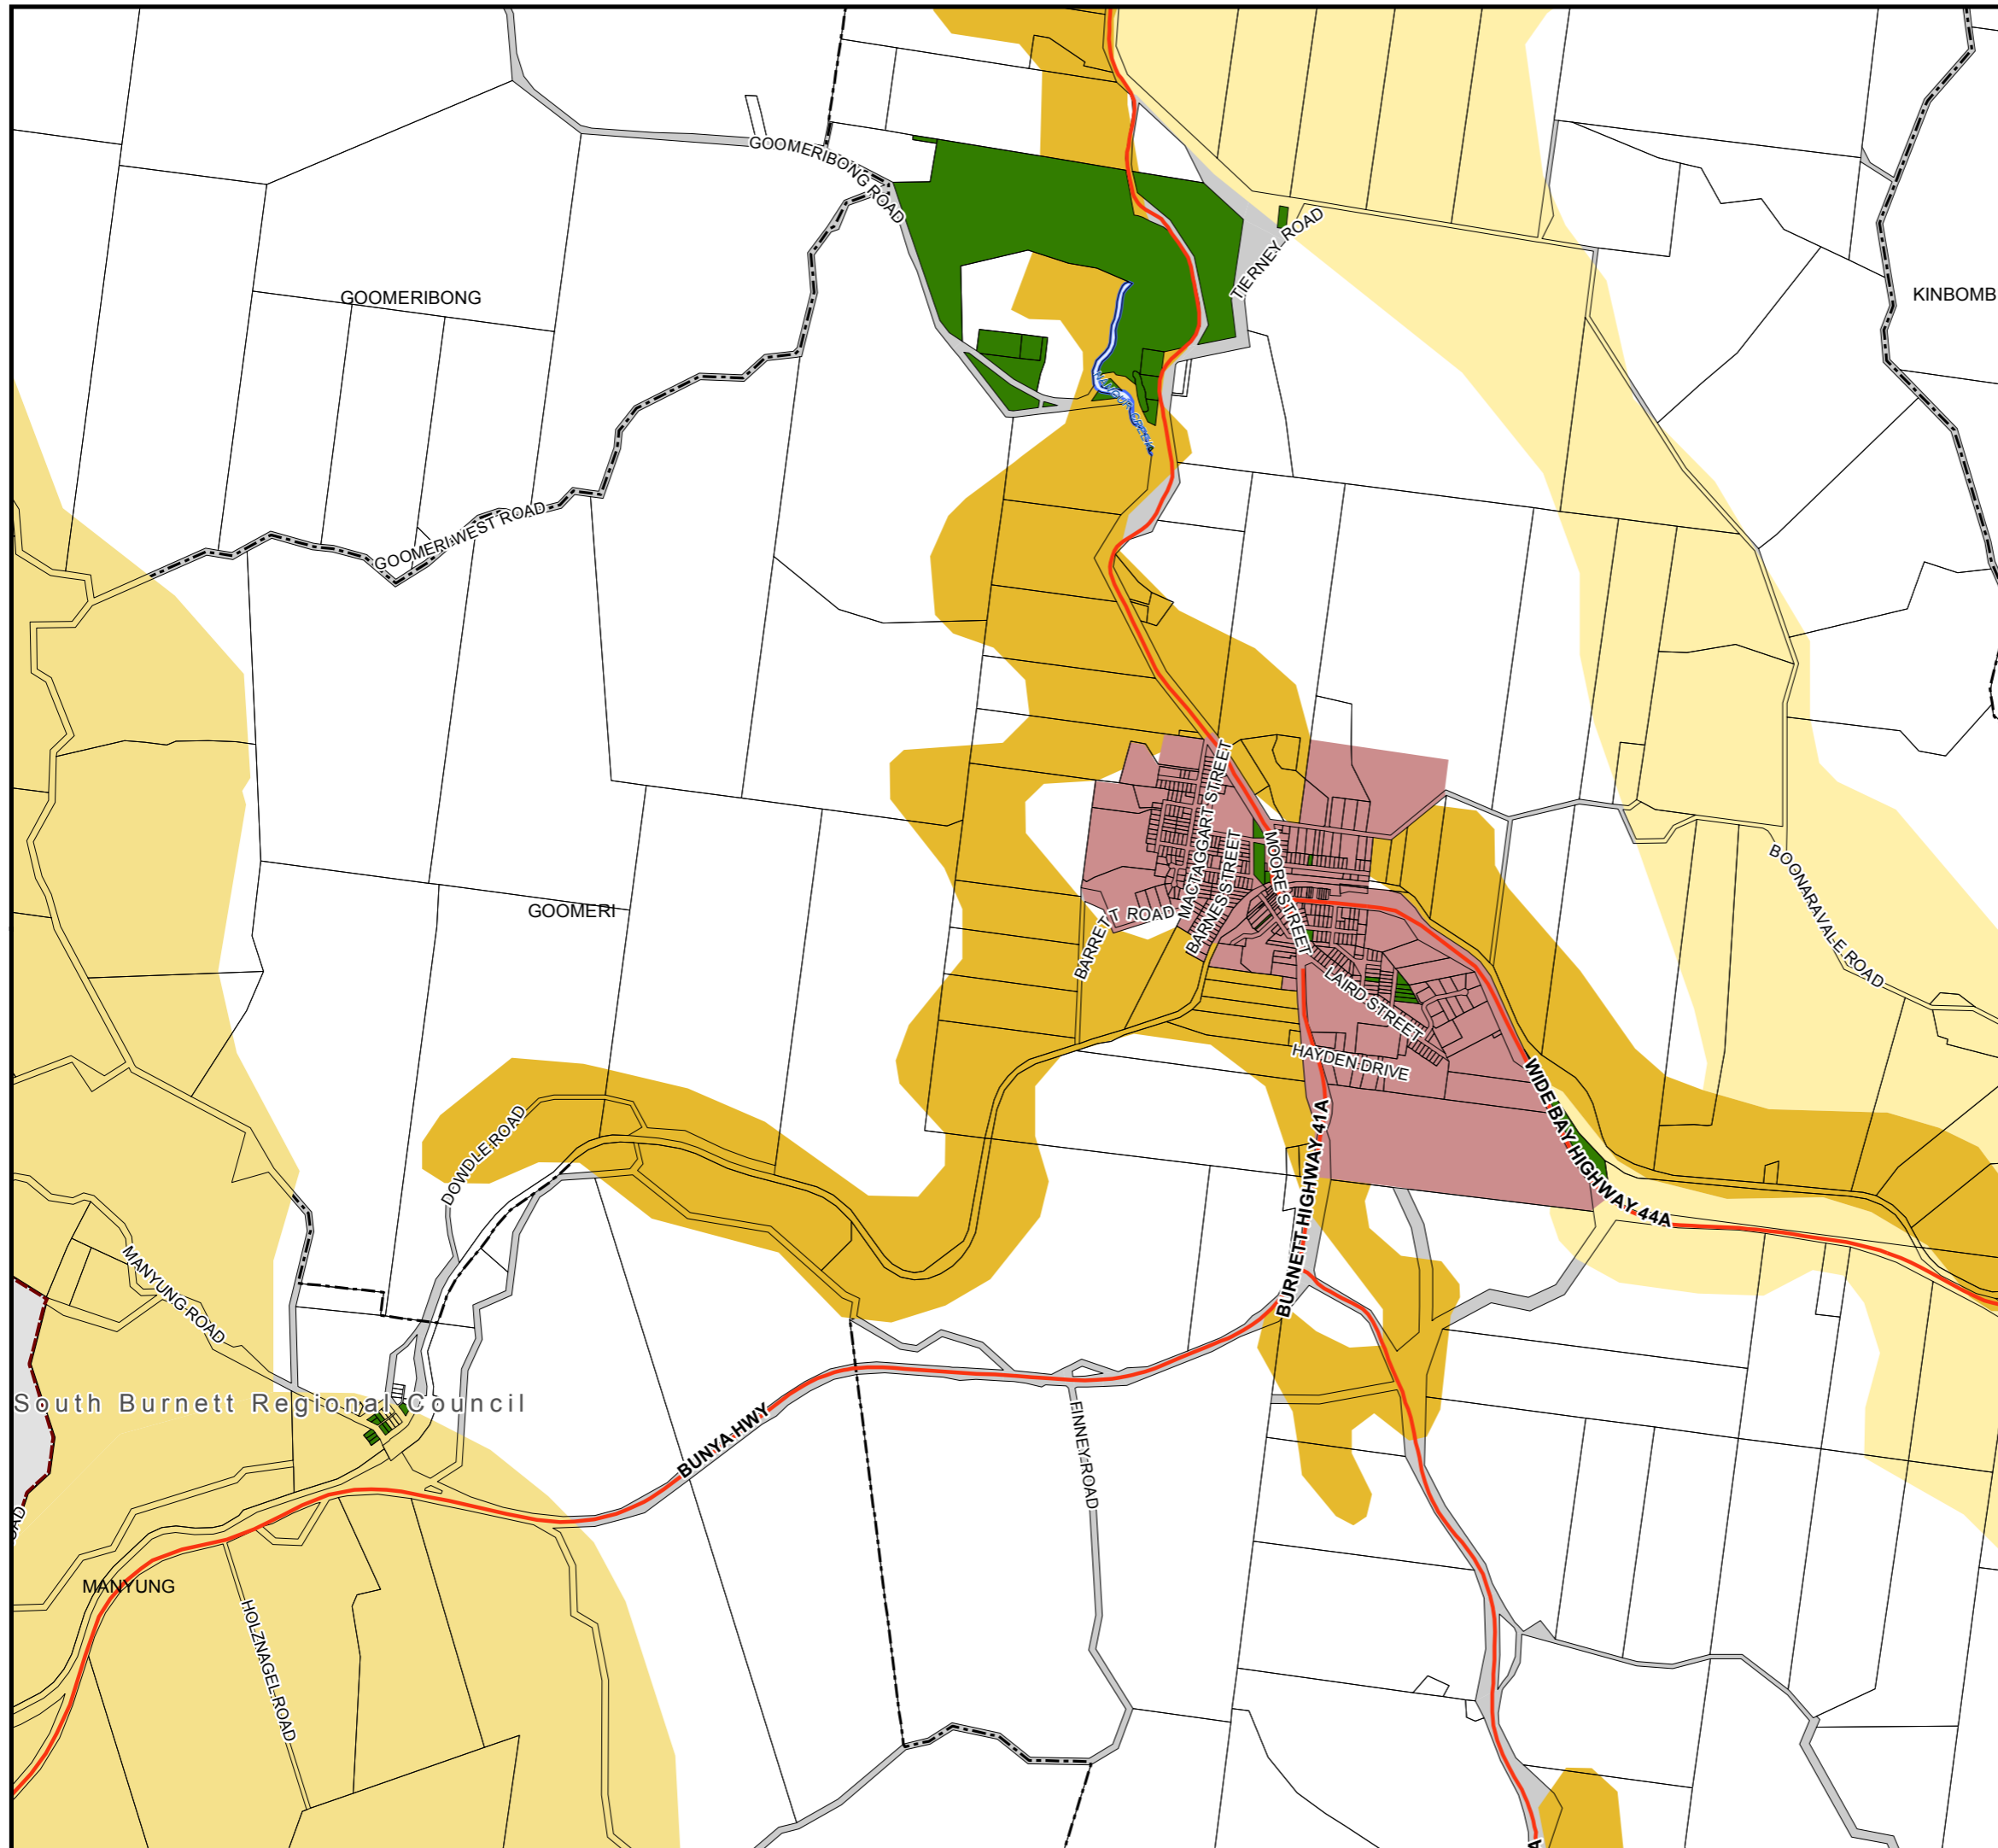 GOOMERIBONG ROAD
TIERNEY ROAD
GOOMERIBONG
KINBOMB
GOOMERI WEST ROAD
MACTAGGART STREET
BARNES STREET
MOORE STREET
BOONARAVALE ROAD
GOOMERI
BARRETT ROAD
LAIRD STREET
HAYDEN DRIVE
WIDE BAY HIGHWAY 44A
DOWDLE ROAD
BURNETT HIGHWAY 41A
MANYUNG ROAD
South Burnett Regional Council
BUNYA HWY
FINNEY ROAD
OAD
MANYUNG
HOLZNAGEL ROAD